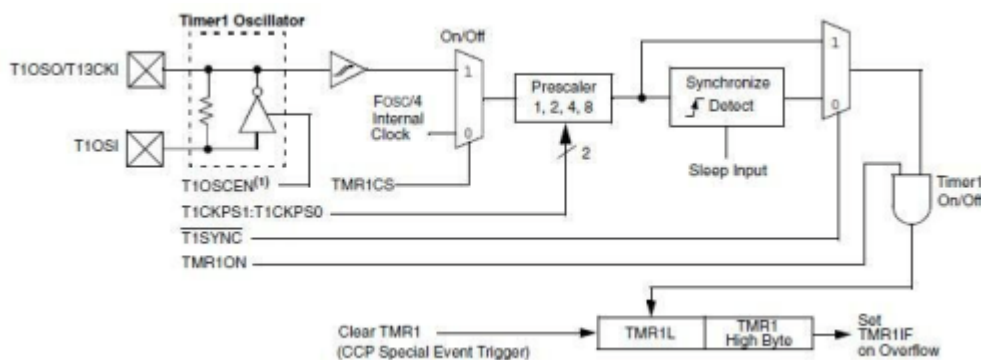 Timer1 Oscillator
T1OSO/T13CKI
On/Off
1
FOSC/4
Internal
Clock
0
Prescaler
1, 2, 4, 8
Synchronize
Detect
1
0
T1OSI
2
Sleep Input
T1OSCEN(1)
TMR1CS
T1CKPS1:T1CKPS0
T1SYNC
TMR1ON
Timer1
On/Off
Clear TMR1
(CCP Special Event Trigger)
TMR1L
TMR1
High Byte
Set
TMR1IF
on Overflow